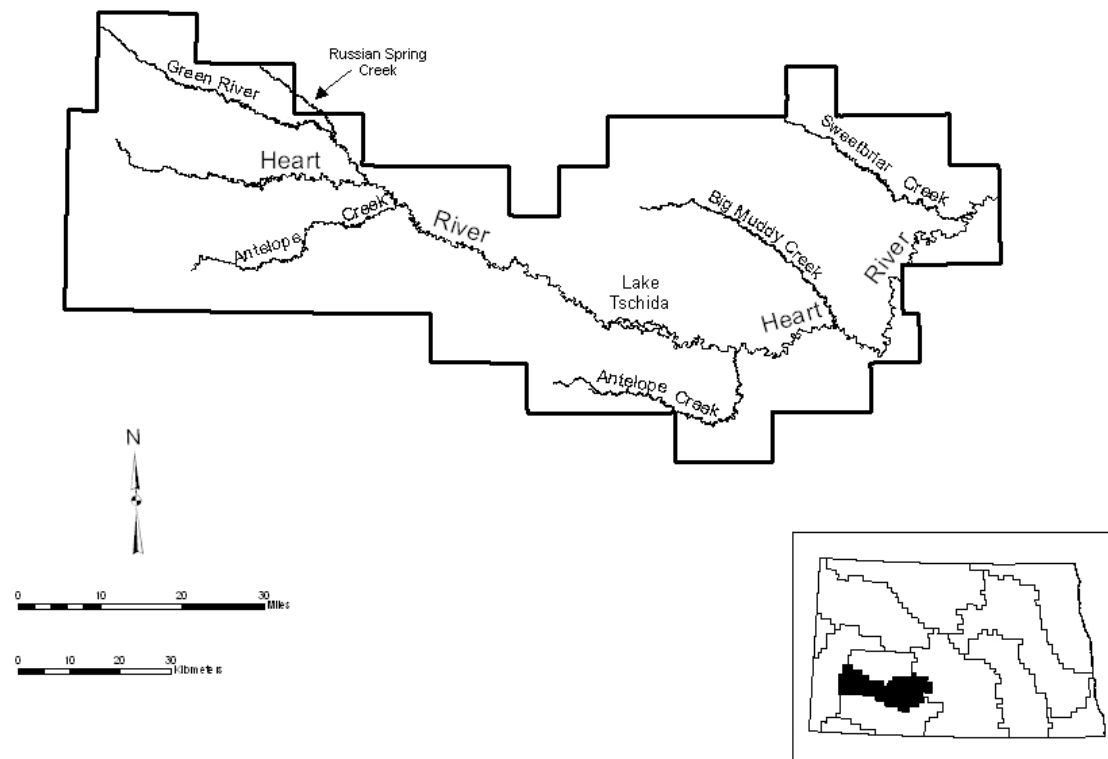 Russian Spring
Creek
Green River
Sweetbriar Creek
Heart
Big Muddy Creek
Antelope Creek
River
River
Lake
Tschida
Heart
Antelope Creek
N
0 10 20 30
Miles
0 10 20 30
Kilometers